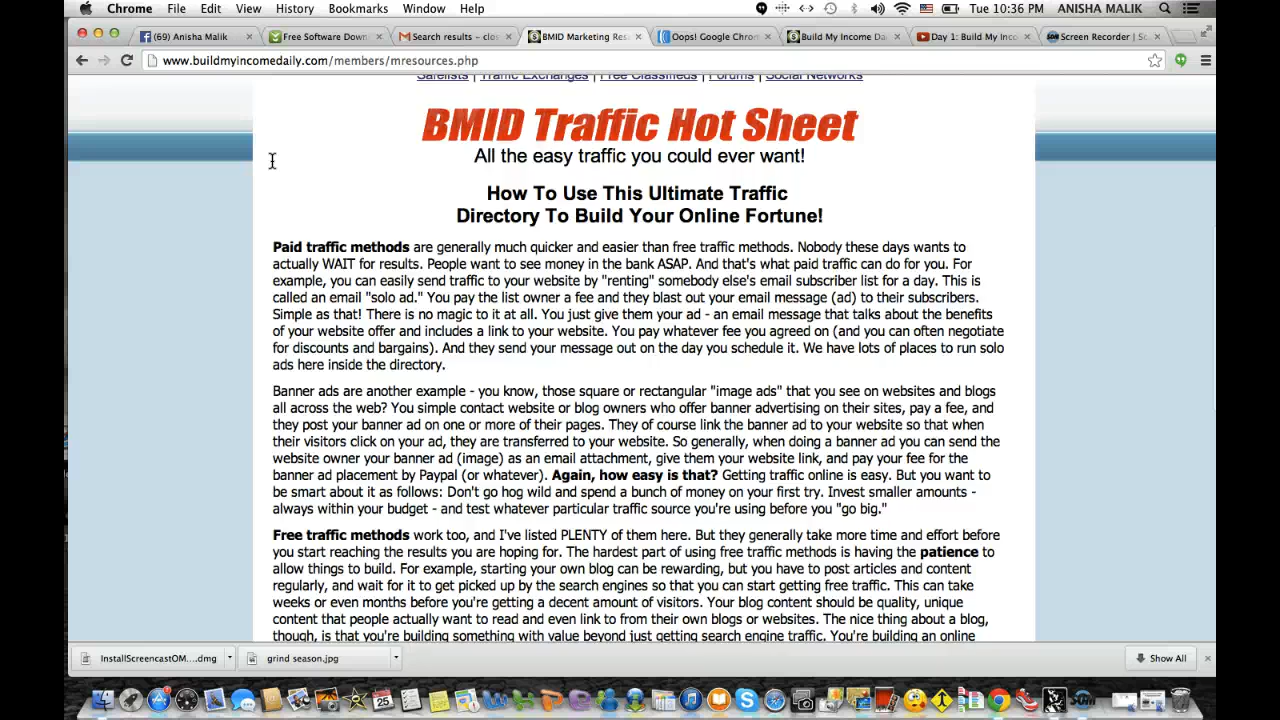 Chrome File Edit View History Bookmarks Window Help Tue 10:36 PM ANISHA MALIK
(69) Anisha Malik Free Software Down Search results - clos BMID Marketing Res Oops! Google Chrom Build My Income Da Day 1: Build My Inco Screen Recorder | Sc
www.buildmyincomedaily.com/members/mresources.php
Safelists | Traffic Exchanges | Free Classifieds | Forums | Social Networks
BMID Traffic Hot Sheet
All the easy traffic you could ever want!
How To Use This Ultimate Traffic
Directory To Build Your Online Fortune!
Paid traffic methods are generally much quicker and easier than free traffic methods. Nobody these days wants to
actually WAIT for results. People want to see money in the bank ASAP. And that's what paid traffic can do for you. For
example, you can easily send traffic to your website by "renting" somebody else's email subscriber list for a day. This is
called an email "solo ad." You pay the list owner a fee and they blast out your email message (ad) to their subscribers.
Simple as that! There is no magic to it at all. You just give them your ad - an email message that talks about the benefits
of your website offer and includes a link to your website. You pay whatever fee you agreed on (and you can often negotiate
for discounts and bargains). And they send your message out on the day you schedule it. We have lots of places to run solo
ads here inside the directory.
Banner ads are another example - you know, those square or rectangular "image ads" that you see on websites and blogs
all across the web? You simple contact website or blog owners who offer banner advertising on their sites, pay a fee, and
they post your banner ad on one or more of their pages. They of course link the banner ad to your website so that when
their visitors click on your ad, they are transferred to your website. So generally, when doing a banner ad you can send the
website owner your banner ad (image) as an email attachment, give them your website link, and pay your fee for the
banner ad placement by Paypal (or whatever). Again, how easy is that? Getting traffic online is easy. But you want to
be smart about it as follows: Don't go hog wild and spend a bunch of money on your first try. Invest smaller amounts -
always within your budget - and test whatever particular traffic source you're using before you "go big."
Free traffic methods work too, and I've listed PLENTY of them here. But they generally take more time and effort before
you start reaching the results you are hoping for. The hardest part of using free traffic methods is having the patience to
allow things to build. For example, starting your own blog can be rewarding, but you have to post articles and content
regularly, and wait for it to get picked up by the search engines so that you can start getting free traffic. This can take
weeks or even months before you're getting a decent amount of visitors. Your blog content should be quality, unique
content that people actually want to read and even link to from their own blogs or websites. The nice thing about a blog,
though, is that you're building something with value beyond just getting search engine traffic. You're building an online
InstallScreencastOM....dmg grind season.jpg Show All